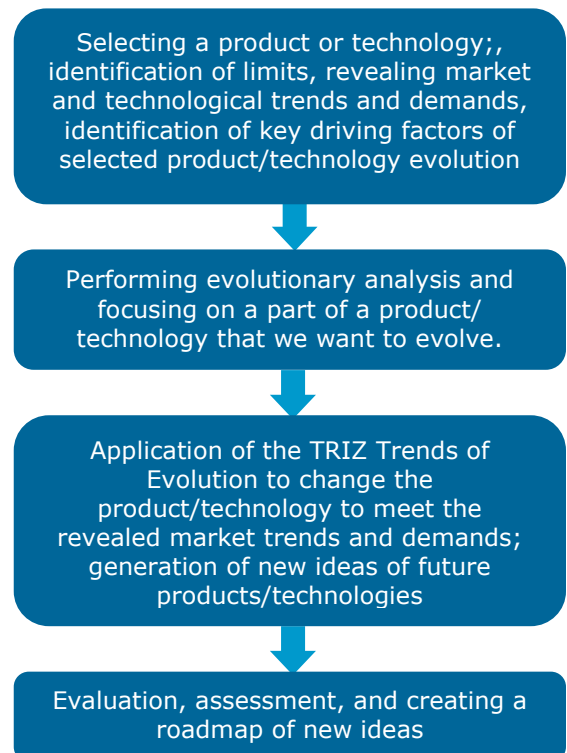 Selecting a product or technology;,
identification of limits, revealing market
and technological trends and demands,
identification of key driving factors of
selected product/technology evolution
Performing evolutionary analysis and
focusing on a part of a product/
technology that we want to evolve.
Application of the TRIZ Trends of
Evolution to change the
product/technology to meet the
revealed market trends and demands;
generation of new ideas of future
products/technologies
Evaluation, assessment, and creating a
roadmap of new ideas